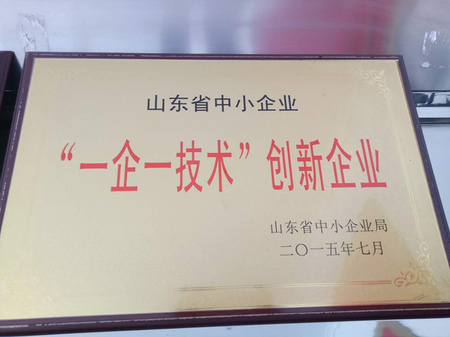 山东省中小企业
“一企一技术”创新企业
山东省中小企业局
二〇一五年七月